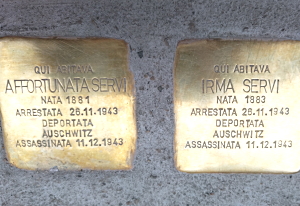 QUI ABITAVA
AFFORTUNATA SERVI
NATA 1881
ARRESTATA 26.11.1943
DEPORTATA
AUSCHWITZ
ASSASSINATA 11.12.1943
QUI ABITAVA
IRMA SERVI
NATA 1883
ARRESTATA 26.11.1943
DEPORTATA
AUSCHWITZ
ASSASSINATA 11.12.1943